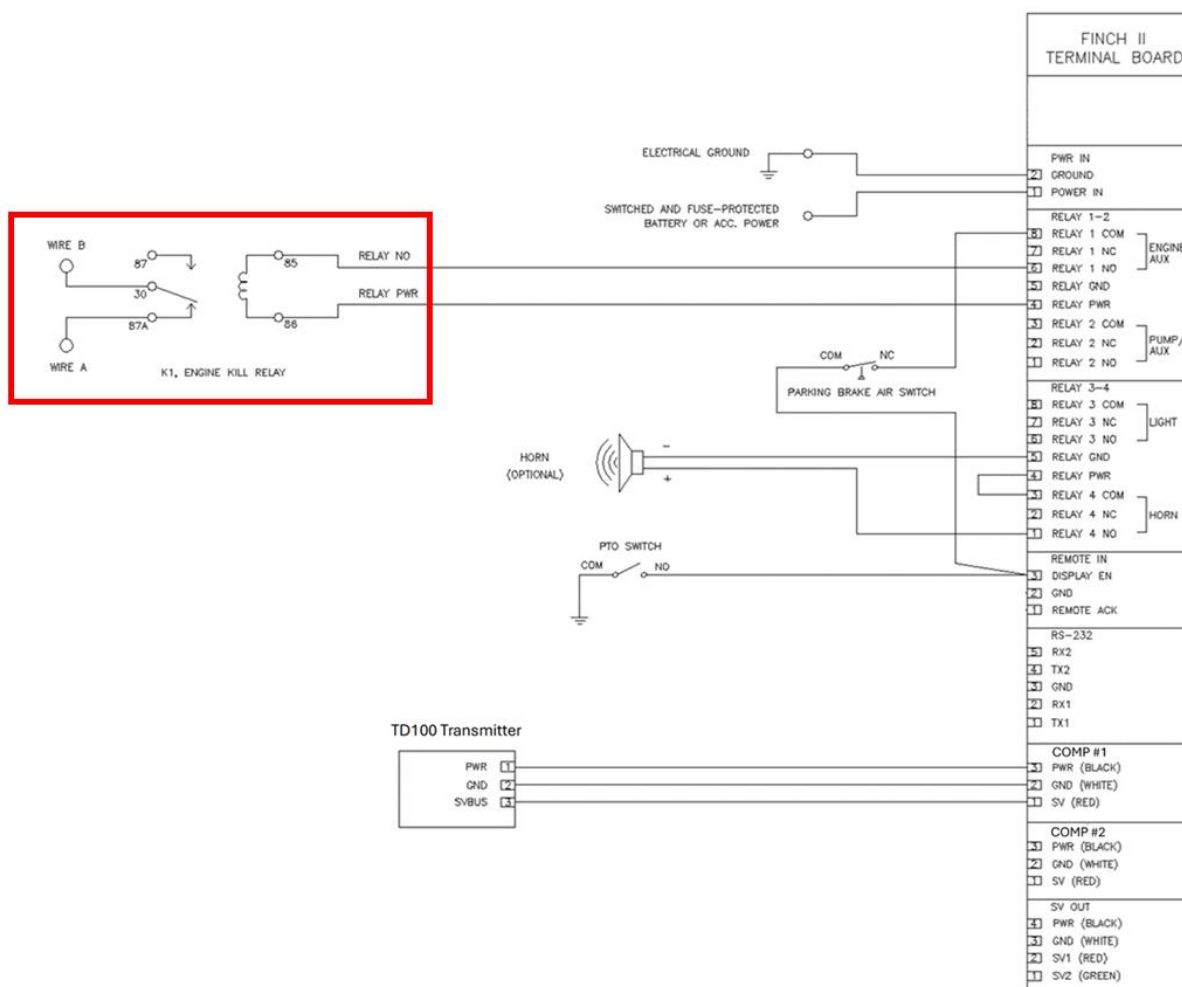 FINCH II
TERMINAL BOARD
ELECTRICAL GROUND
SWITCHED AND FUSE-PROTECTED
BATTERY OR ACC. POWER
PWR IN
2 GROUND
1 POWER IN
WIRE B
87
30
87A
WIRE A
85
86
RELAY NO
RELAY PWR
K1, ENGINE KILL RELAY
RELAY 1-2
8 RELAY 1 COM
7 RELAY 1 NC
6 RELAY 1 NO
ENGINE
AUX
5 RELAY GND
4 RELAY PWR
3 RELAY 2 COM
2 RELAY 2 NC
1 RELAY 2 NO
PUMP/
AUX
COM NC
PARKING BRAKE AIR SWITCH
RELAY 3-4
8 RELAY 3 COM
7 RELAY 3 NC
6 RELAY 3 NO
LIGHT
5 RELAY GND
4 RELAY PWR
3 RELAY 4 COM
2 RELAY 4 NC
1 RELAY 4 NO
HORN
HORN
(OPTIONAL)
-
+
PTO SWITCH
COM NO
REMOTE IN
3 DISPLAY EN
2 GND
1 REMOTE ACK
RS-232
5 RX2
4 TX2
3 GND
2 RX1
1 TX1
TD100 Transmitter
PWR 1
GND 2
SVBUS 3
COMP #1
3 PWR (BLACK)
2 GND (WHITE)
1 SV (RED)
COMP #2
3 PWR (BLACK)
2 GND (WHITE)
1 SV (RED)
SV OUT
4 PWR (BLACK)
3 GND (WHITE)
2 SV1 (RED)
1 SV2 (GREEN)